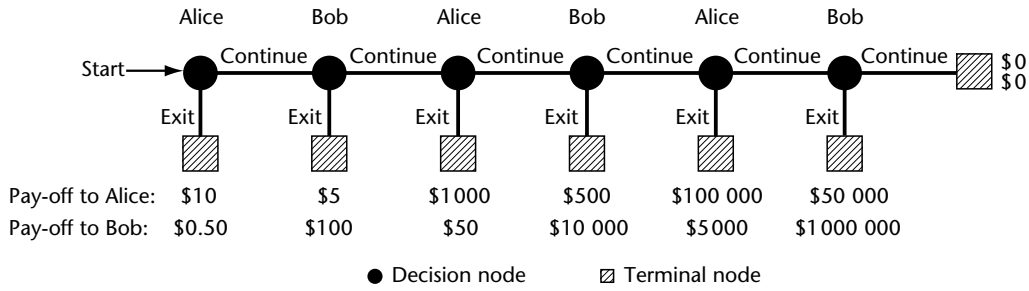 Alice Bob Alice Bob Alice Bob
Start Continue Continue Continue Continue Continue Continue $0
$0
Exit Exit Exit Exit Exit Exit
Pay-off to Alice: $10 $5 $1000 $500 $100 000 $50 000
Pay-off to Bob: $0.50 $100 $50 $10 000 $5000 $1000 000
Decision node Terminal node